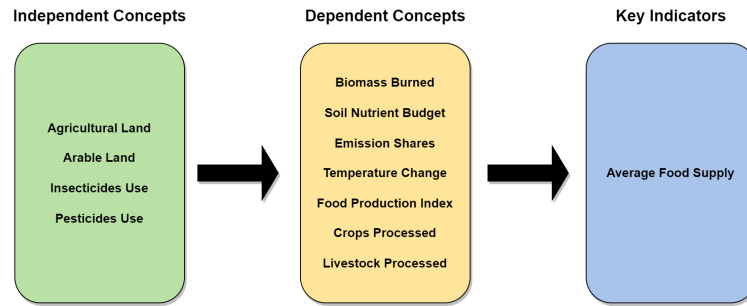 Independent Concepts
Dependent Concepts
Key Indicators
Agricultural Land
Arable Land
Insecticides Use
Pesticides Use
Biomass Burned
Soil Nutrient Budget
Emission Shares
Temperature Change
Food Production Index
Crops Processed
Livestock Processed
Average Food Supply